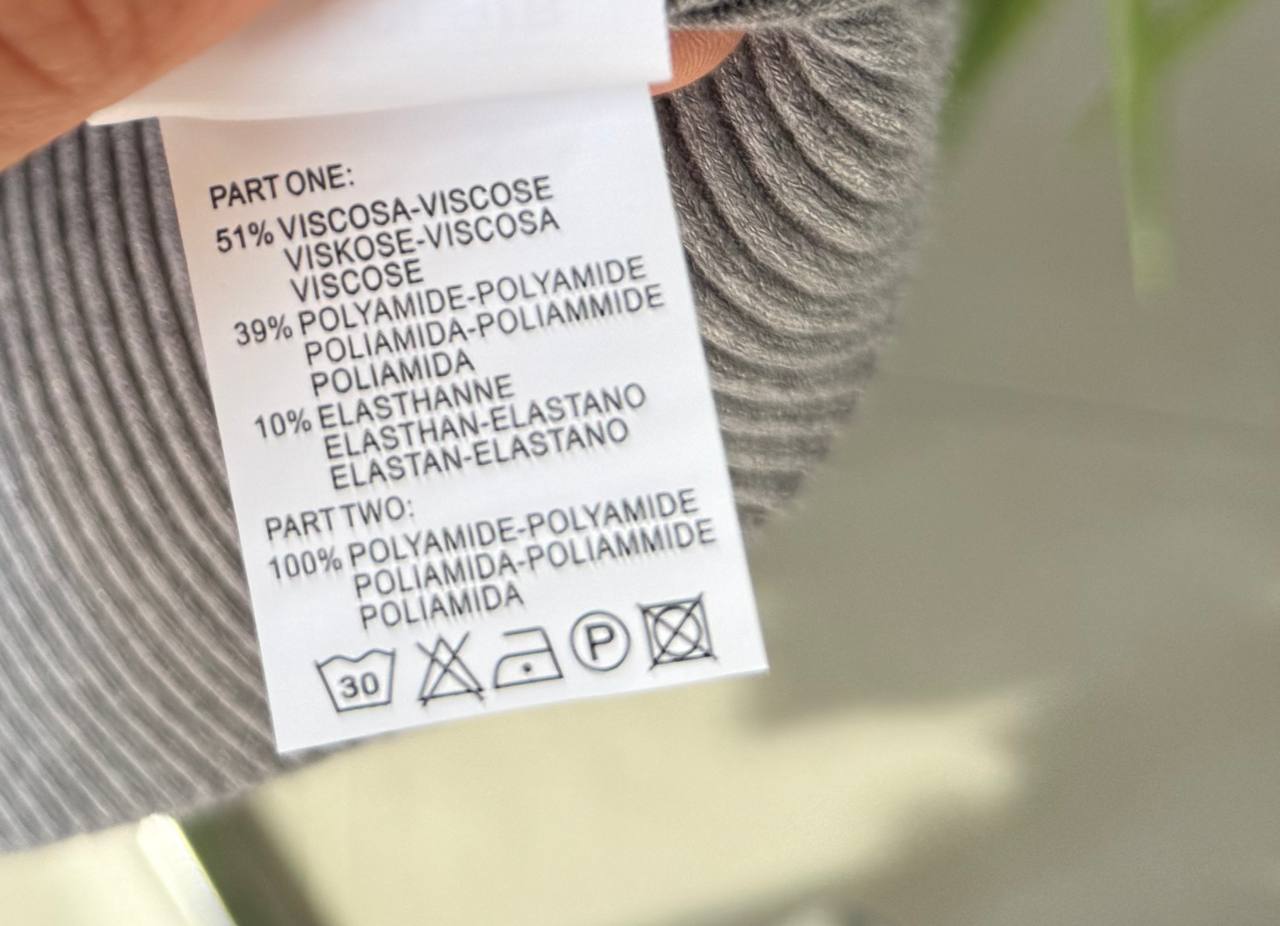 PART ONE:
51% VISCOSA-VISCOSE
VISKOSE-VISCOSA
VISCOSE
39% POLYAMIDE-POLYAMIDE
POLIAMIDA-POLIAMMIDE
POLIAMIDA
10% ELASTHANNE
ELASTHAN-ELASTANO
ELASTAN-ELASTANO
PART TWO:
100% POLYAMIDE-POLYAMIDE
POLIAMIDA-POLIAMMIDE
POLIAMIDA
30 P